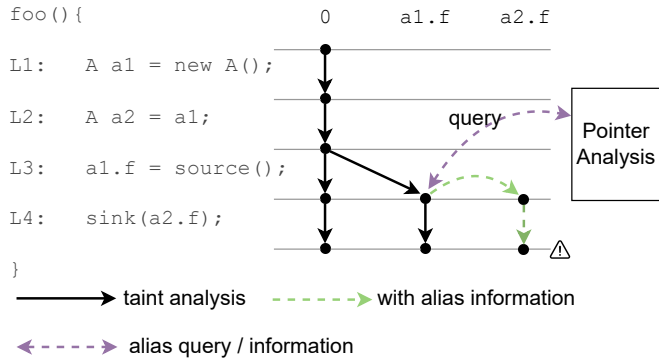 foo(){ 0 a1.f a2.f
L1: A a1 = new A();
L2: A a2 = a1;
query
Pointer
Analysis
L3: a1.f = source();
L4: sink(a2.f);
}
taint analysis
with alias information
alias query / information